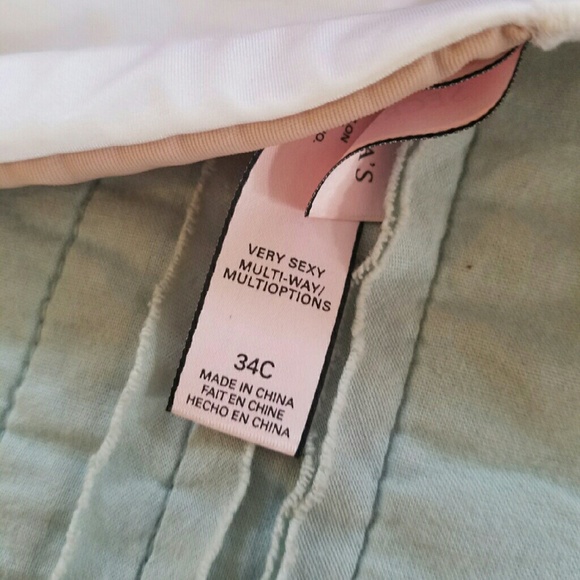 VERY SEXY
MULTI-WAY/
MULTIOPTIONS
34C
MADE IN CHINA
FAIT EN CHINE
HECHO EN CHINA
A'S